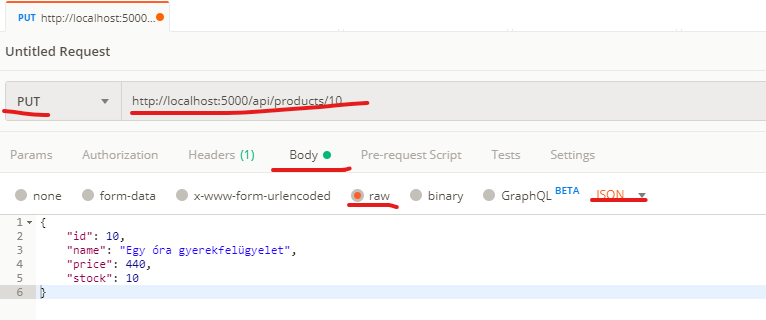 PUT http://localhost:5000...
Untitled Request
PUT http://localhost:5000/api/products/10
Params Authorization Headers (1) Body Pre-request Script Tests Settings
none form-data x-www-form-urlencoded raw binary GraphQL BETA JSON
1 {
2 "id": 10,
3 "name": "Egy óra gyerekfelügyelet",
4 "price": 440,
5 "stock": 10
6 }